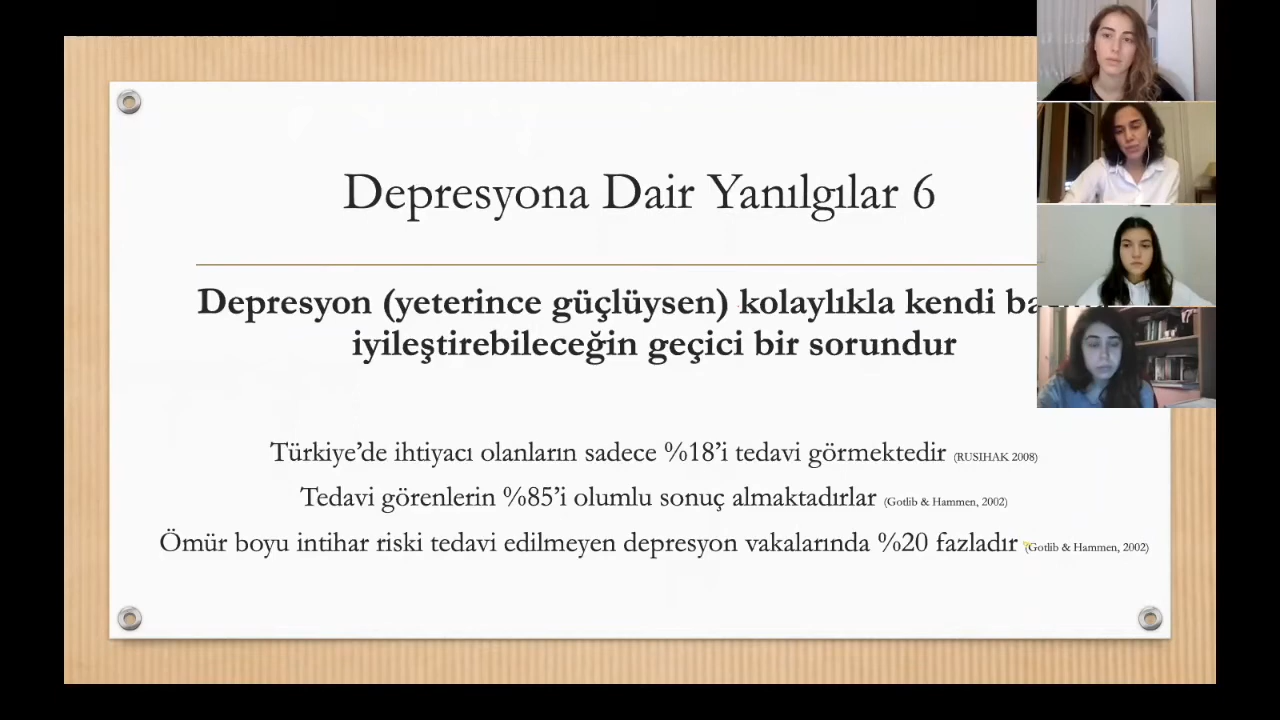 Depresyona Dair Yanılgılar 6
Depresyon (yeterince güçlüysen) kolaylıkla kendi
iyileştirebileceğin geçici bir sorundur
Türkiye’de ihtiyacı olanların sadece %18’i tedavi görmektedir (RUSIHAK 2008)
Tedavi görenlerin %85’i olumlu sonuç almaktadırlar (Gotlib & Hammen, 2002)
Ömür boyu intihar riski tedavi edilmeyen depresyon vakalarında %20 fazladır (Gotlib & Hammen, 2002)